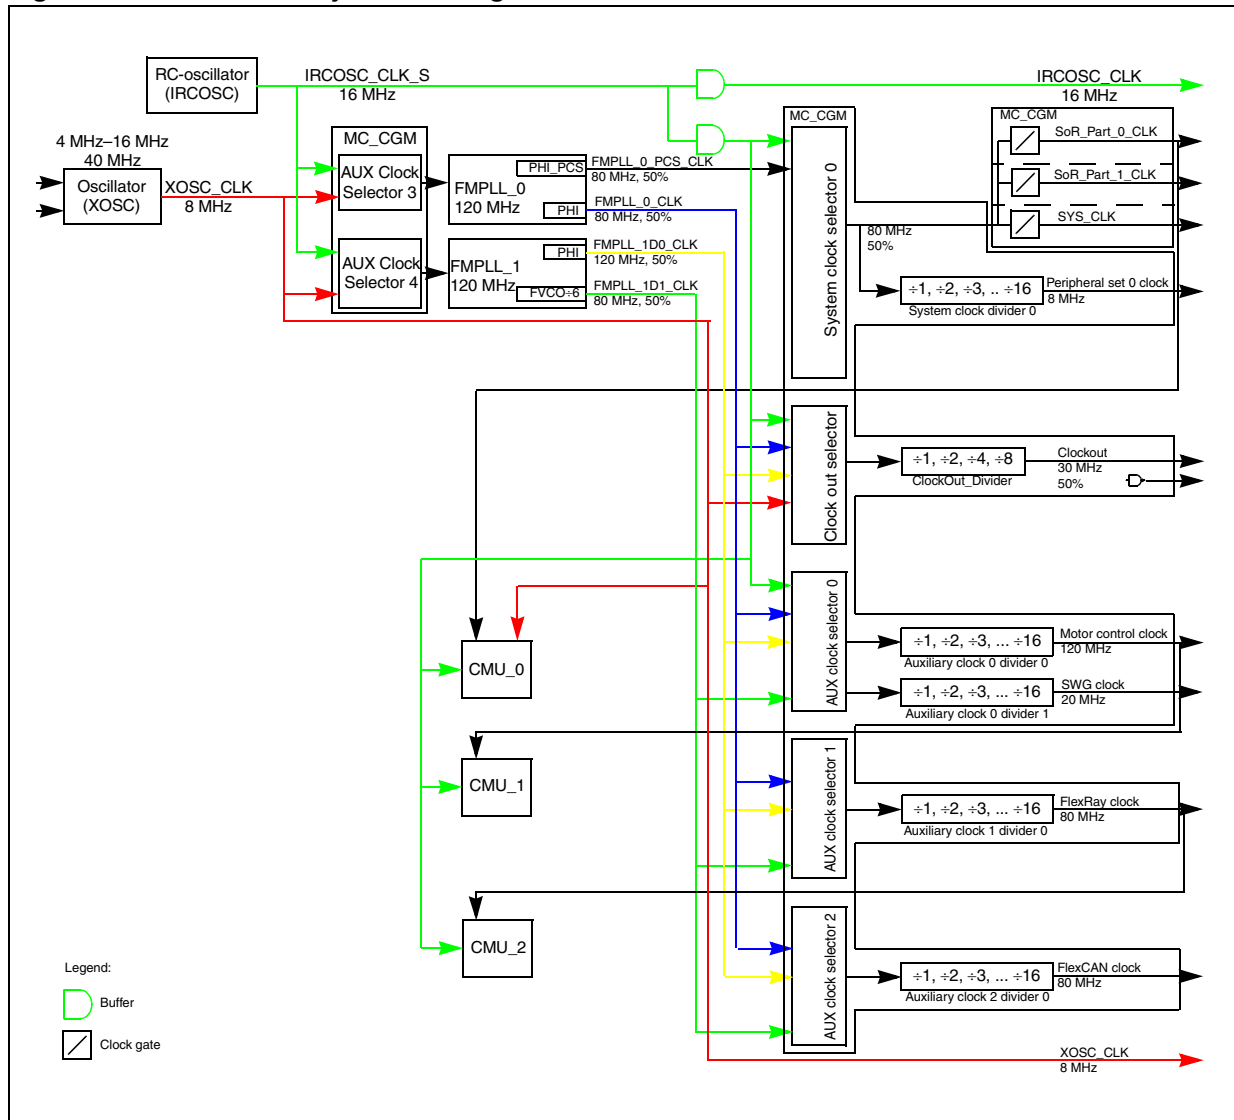 RC-oscillator
(IRCOSC)
IRCOSC_CLK_S
16 MHz
IRCOSC_CLK
16 MHz
4 MHz–16 MHz
40 MHz
Oscillator
(XOSC)
XOSC_CLK
8 MHz
MC_CGM
AUX Clock
Selector 3
AUX Clock
Selector 4
PHI_PCS
FMPLL_0
120 MHz
PHI
FMPLL_0_PCS_CLK
80 MHz, 50%
FMPLL_0_CLK
80 MHz, 50%
PHI
FMPLL_1
120 MHz
FVCO÷6
FMPLL_1D0_CLK
120 MHz, 50%
FMPLL_1D1_CLK
80 MHz, 50%
MC_CGM
System clock selector 0
80 MHz
50%
MC_CGM
SoR_Part_0_CLK
SoR_Part_1_CLK
SYS_CLK
÷1, ÷2, ÷3, .. ÷16
System clock divider 0
Peripheral set 0 clock
8 MHz
Clock out selector
÷1, ÷2, ÷4, ÷8
ClockOut_Divider
Clockout
30 MHz
50%
AUX clock selector 0
÷1, ÷2, ÷3, ... ÷16
Auxiliary clock 0 divider 0
Motor control clock
120 MHz
÷1, ÷2, ÷3, ... ÷16
Auxiliary clock 0 divider 1
SWG clock
20 MHz
CMU_0
CMU_1
AUX clock selector 1
÷1, ÷2, ÷3, ... ÷16
Auxiliary clock 1 divider 0
FlexRay clock
80 MHz
CMU_2
AUX clock selector 2
÷1, ÷2, ÷3, ... ÷16
Auxiliary clock 2 divider 0
FlexCAN clock
80 MHz
Legend:
Buffer
Clock gate
XOSC_CLK
8 MHz